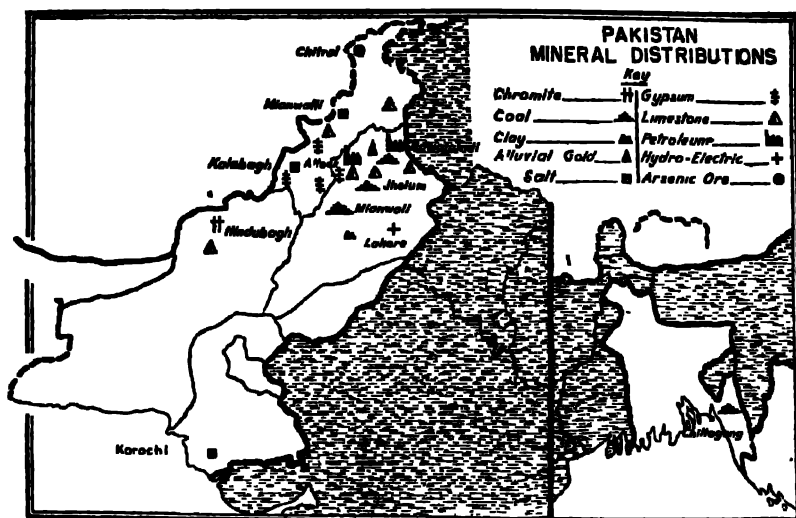 PAKISTAN
MINERAL DISTRIBUTIONS
Key
Chromite Gypsum
Coal Limestone
Clay Petroleum
Alluvial Gold Hydro-Electric
Salt Arsenic Ore
Chitral
Mianwali
Kalabagh
Attock
Jhelum
Mianwali
Hindubagh
Lahore
Karachi
Chittagong